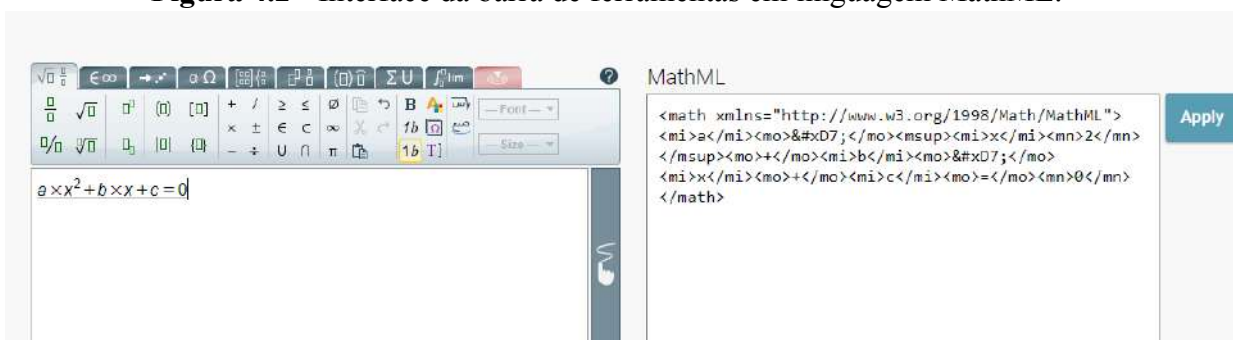 Figura 4.2 - Interface da barra de ferramentas em linguagem MathML.
MathML
<math xmlns="http://www.w3.org/1998/Math/MathML">
<mi>a</mi><mo>&#xD7;</mo><msup><mi>x</mi><mn>2</mn>
</msup><mo>+</mo><mi>b</mi><mo>&#xD7;</mo>
<mi>x</mi><mo>+</mo><mi>c</mi><mo>=</mo><mn>0</mn>
</math>
Apply
— Font —
— Size —
a×x²+b×x+c=0